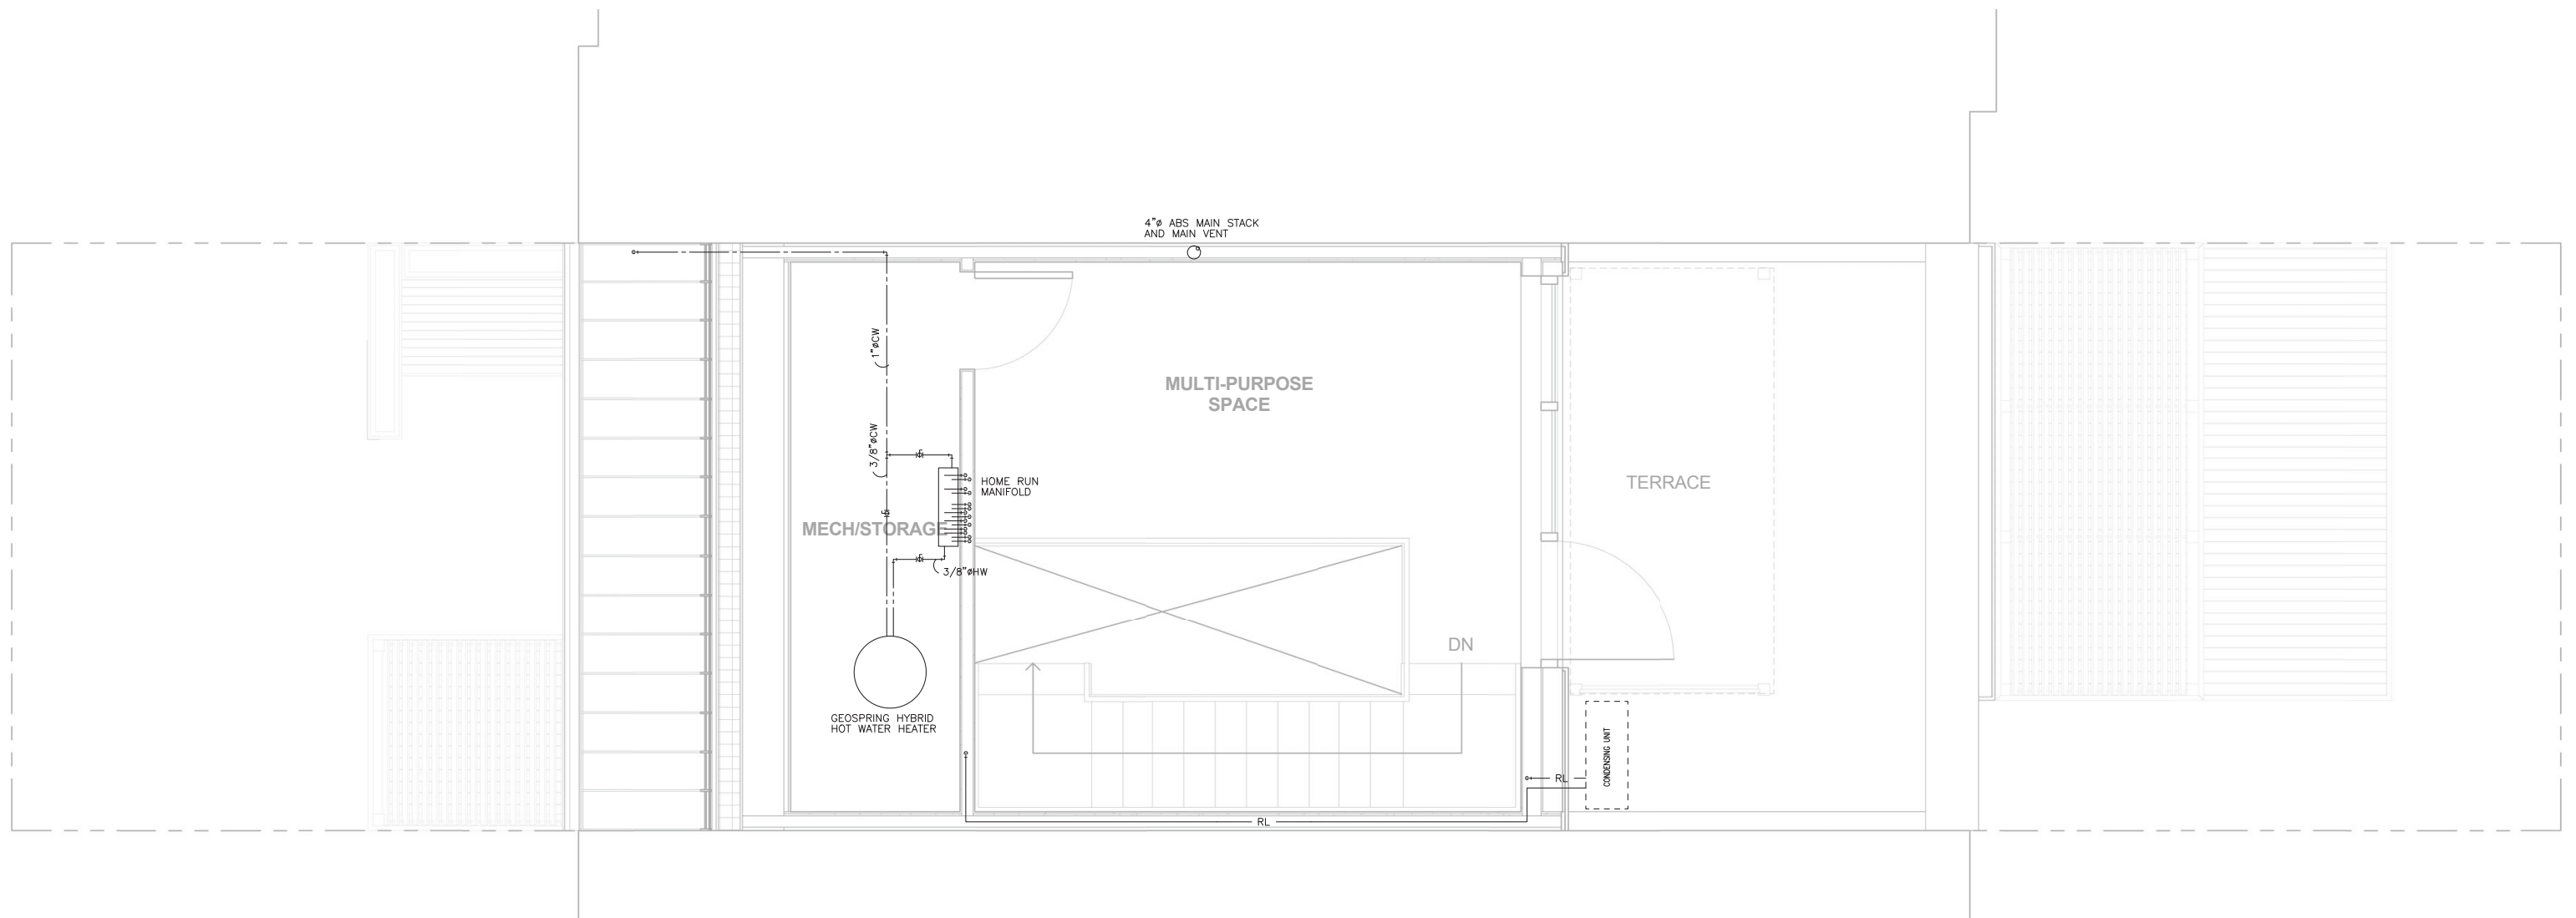 4"ø ABS MAIN STACK
AND MAIN VENT
1"øCW
MULTI-PURPOSE
SPACE
3/8"øCW
HOME RUN
MANIFOLD
TERRACE
MECH/STORAGE
3/8"øHW
DN
GEOSPRING HYBRID
HOT WATER HEATER
CONDENSING UNIT
RL
RL